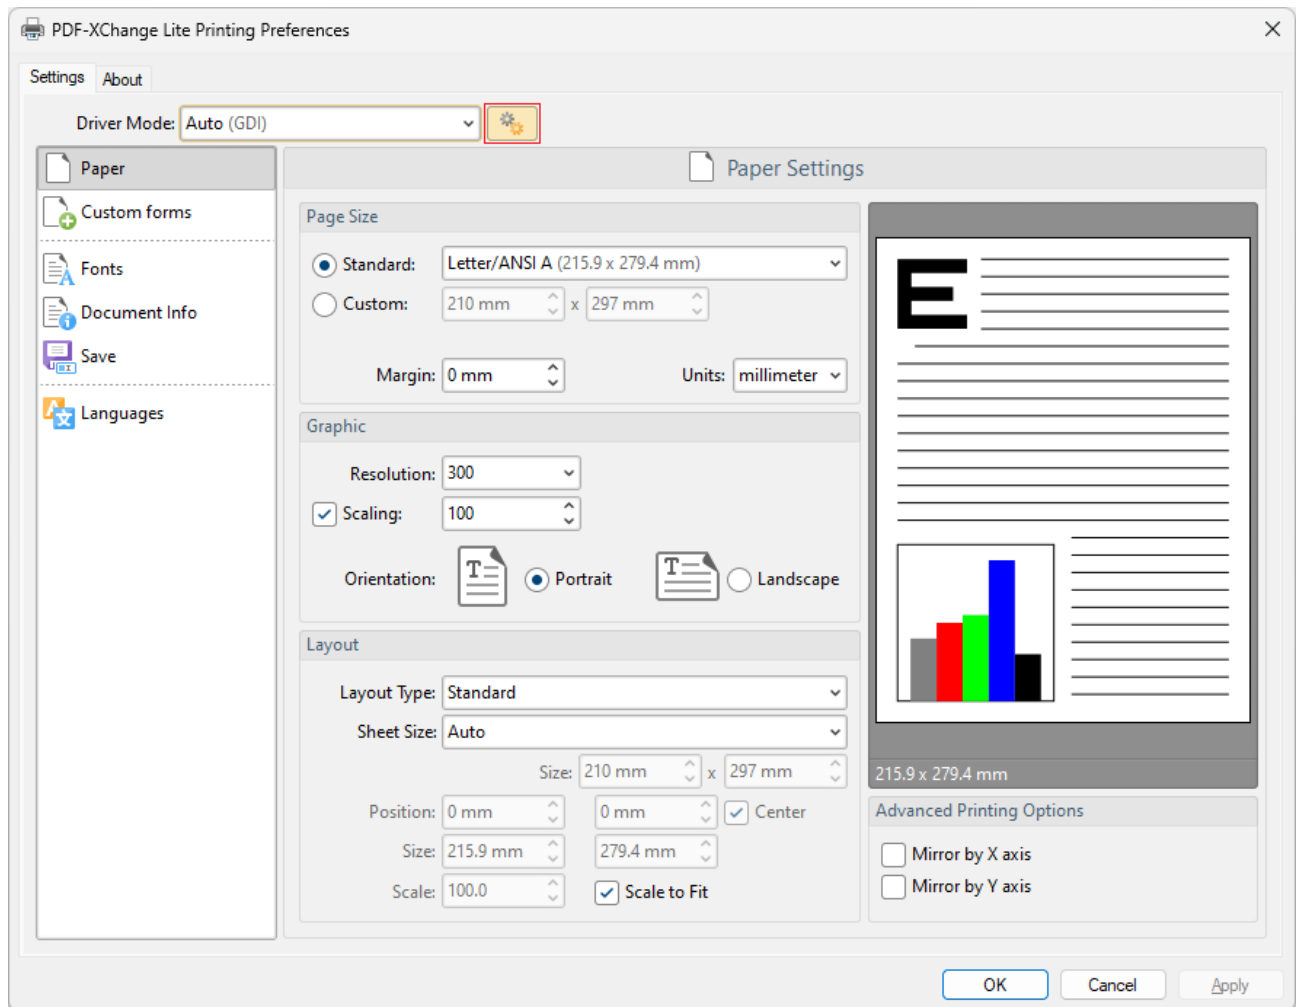 PDF-XChange Lite Printing Preferences
Settings About
Driver Mode: Auto (GDI)
Paper
Custom forms
Fonts
Document Info
Save
Languages
Paper Settings
Page Size
Standard: Letter/ANSI A (215.9 x 279.4 mm)
Custom: 210 mm x 297 mm
Margin: 0 mm Units: millimeter
Graphic
Resolution: 300
Scaling: 100
Orientation: T Portrait T Landscape
Layout
Layout Type: Standard
Sheet Size: Auto
Size: 210 mm x 297 mm
Position: 0 mm 0 mm Center
Size: 215.9 mm 279.4 mm
Scale: 100.0 Scale to Fit
E
215.9 x 279.4 mm
Advanced Printing Options
Mirror by X axis
Mirror by Y axis
OK Cancel Apply